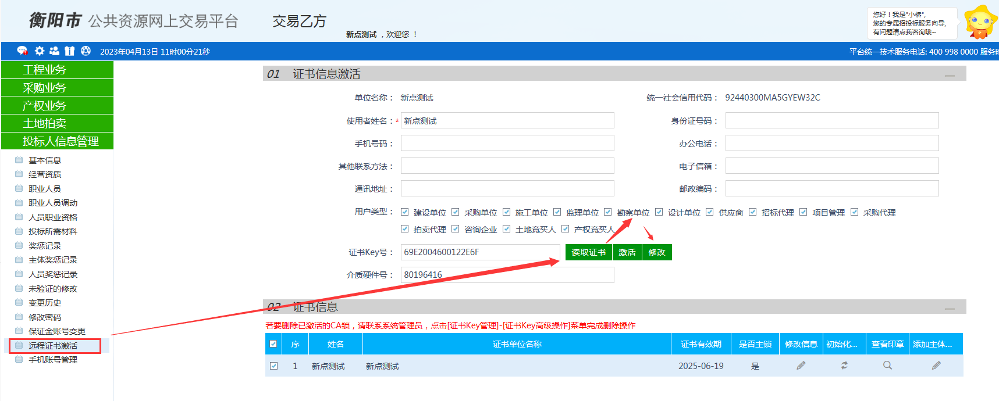 衡阳市 公共资源网上交易平台 交易乙方
新点测试 ，欢迎您 ！
您好！我是"小桥",
您的专属招投标服务向导,
有问题请点我咨询哦~
2023年04月13日 11时00分21秒
平台统一技术服务电话: 400 998 0000 服务时
工程业务
采购业务
产权业务
土地拍卖
投标人信息管理
基本信息
经营资质
职业人员
职业人员调动
人员职业资格
投标所需材料
奖惩记录
主体奖惩记录
人员奖惩记录
未验证的修改
变更历史
修改密码
保证金账号变更
远程证书激活
手机账号管理
01 证书信息激活
单位名称： 新点测试 统一社会信用代码： 92440300MA5GYEW32C
使用者姓名：* 新点测试 身份证号码：
手机号码： 办公电话：
其他联系方法： 电子信箱：
通讯地址： 邮政编码：
用户类型： 建设单位 采购单位 施工单位 监理单位 勘察单位 设计单位 供应商 招标代理 项目管理 采购代理
拍卖代理 咨询企业 土地竞买人 产权竞买人
证书Key号： 69E2004600122E6F 读取证书 激活 修改
介质硬件号： 80196416
02 证书信息
若要删除已激活的CA锁，请联系系统管理员，点击[证书Key管理]-[证书Key高级操作]菜单完成删除操作
序 姓名 证书单位名称 证书有效期 是否主锁 修改信息 初始化... 查看印章 添加主体...
1 新点测试 新点测试 2025-06-19 是